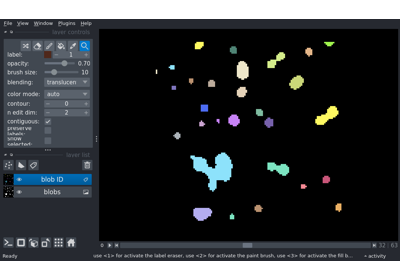 File View Window Plugins Help
layer controls
label: 1
opacity: 0.70
brush size: 10
blending: translucen
color mode: auto
contour: 0
n edit dim: 2
contiguous:
preserve
labels:
show
selected:
layer list
blob ID
blobs
0 32 63
Ready use <1> for activate the label eraser, use <2> for activate the paint brush, use <3> for activate the fill b... activity